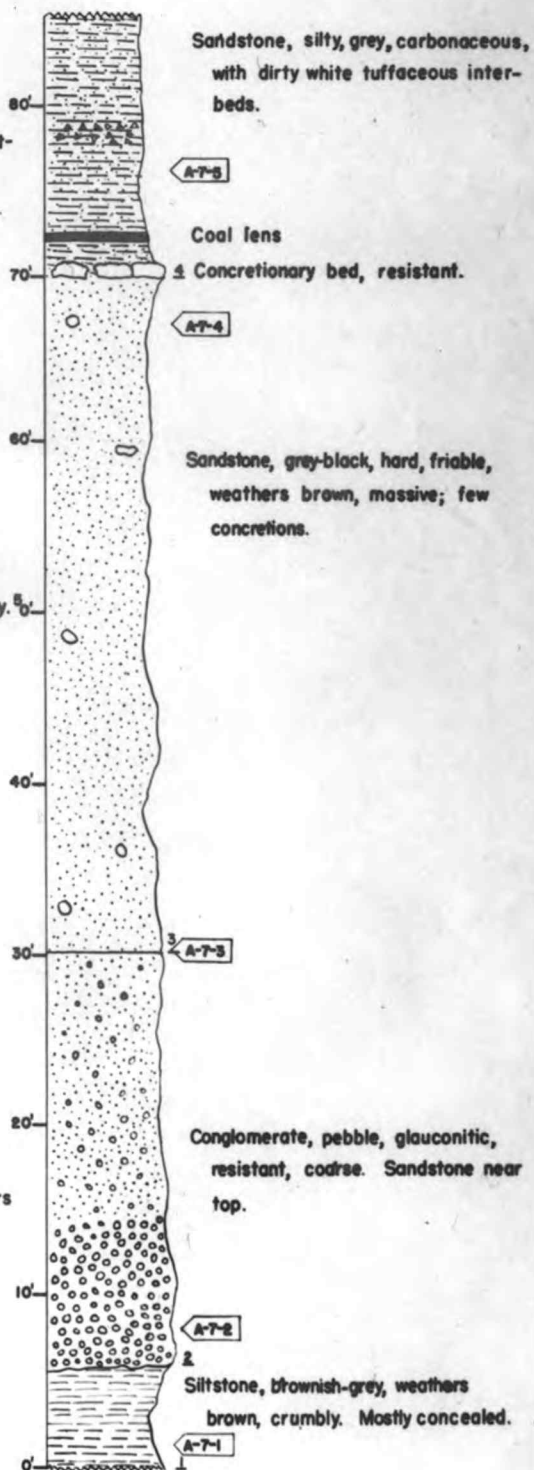 Sandstone, silty, grey, carbonaceous,
with dirty white tuffaceous inter-
beds.
80'
t-
A-7-5
Coal lens
70'
4 Concretionary bed, resistant.
A-7-4
60'
Sandstone, grey-black, hard, friable,
weathers brown, massive; few
concretions.
y. 50'
40'
3
30'
A-7-3
20'
Conglomerate, pebble, glauconitic,
resistant, coarse. Sandstone near
top.
rs
10'
A-7-2
2
Siltstone, brownish-grey, weathers
brown, crumbly. Mostly concealed.
A-7-1
0'